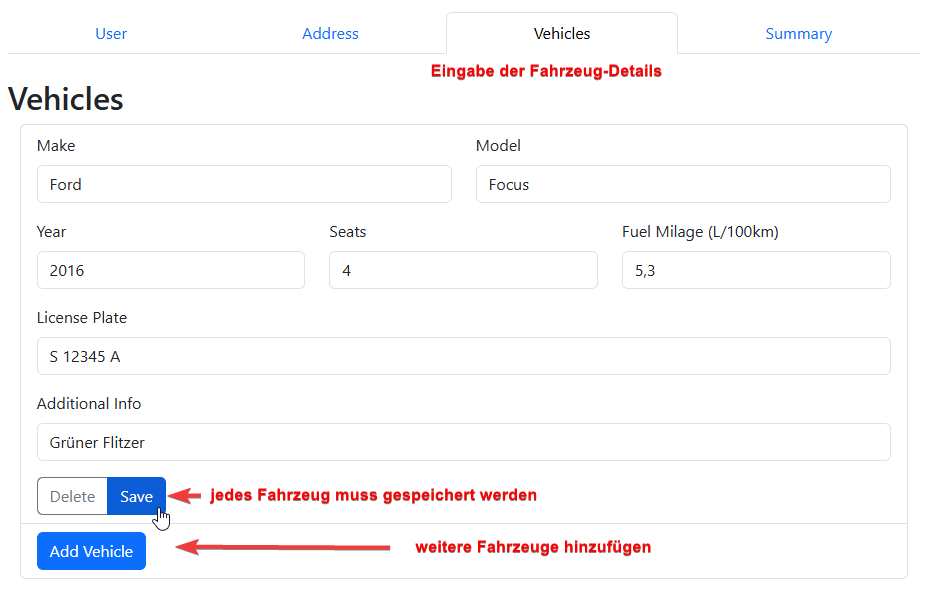 User Address Vehicles Summary
Eingabe der Fahrzeug-Details
Vehicles
Make Model
Ford Focus
Year Seats Fuel Milage (L/100km)
2016 4 5,3
License Plate
S 12345 A
Additional Info
Grüner Flitzer
Delete Save jedes Fahrzeug muss gespeichert werden
Add Vehicle weitere Fahrzeuge hinzufügen